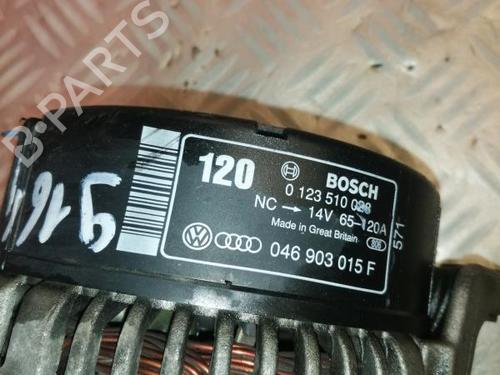 B-PARTS
120
BOSCH
0 123 510
NC → 14V 65-120A
Made in Great Britain
571
046 903 015 F